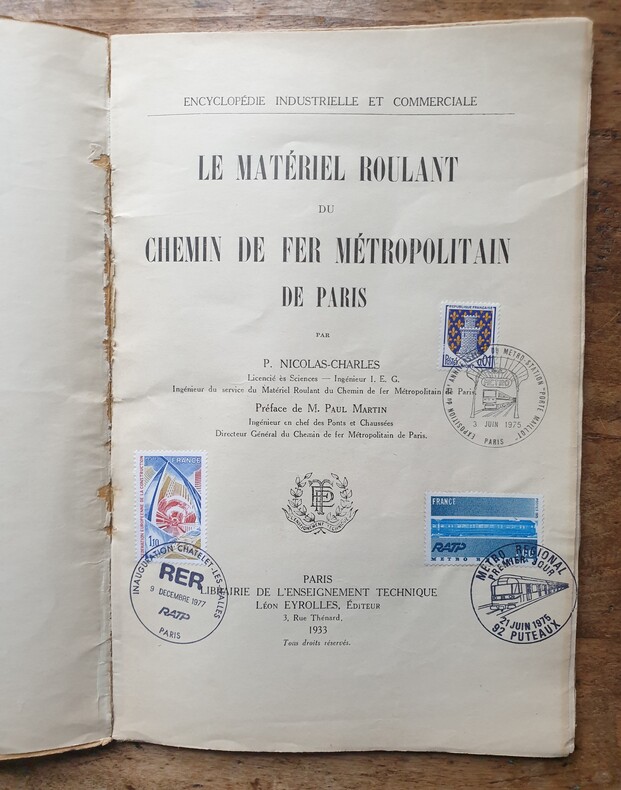 ENCYCLOPÉDIE INDUSTRIELLE ET COMMERCIALE
LE MATÉRIEL ROULANT
DU
CHEMIN DE FER MÉTROPOLITAIN
DE PARIS
PAR
P. NICOLAS-CHARLES
Licencié ès Sciences — Ingénieur I. E. G.
Ingénieur du service du Matériel Roulant du Chemin de fer Métropolitain de Paris.
Préface de M. Paul MARTIN
Ingénieur en chef des Ponts et Chaussées
Directeur Général du Chemin de fer Métropolitain de Paris.
REPUBLIQUE FRANÇAISE
0,01
METRO-STATION "PORTE MAILLOT"
3 JUIN 1975
PARIS
FRANCE
1,10
INAUGURATION CHATELET-LES HALLES
RER
9 DECEMBRE 1977
RATP
PARIS
FRANCE
RATP
METRO REGIONAL
PREMIER JOUR
21 JUIN 1975
92 PUTEAUX
PARIS
LIBRAIRIE DE L'ENSEIGNEMENT TECHNIQUE
LÉON EYROLLES, ÉDITEUR
3, Rue Thénard,
1933
Tous droits réservés.